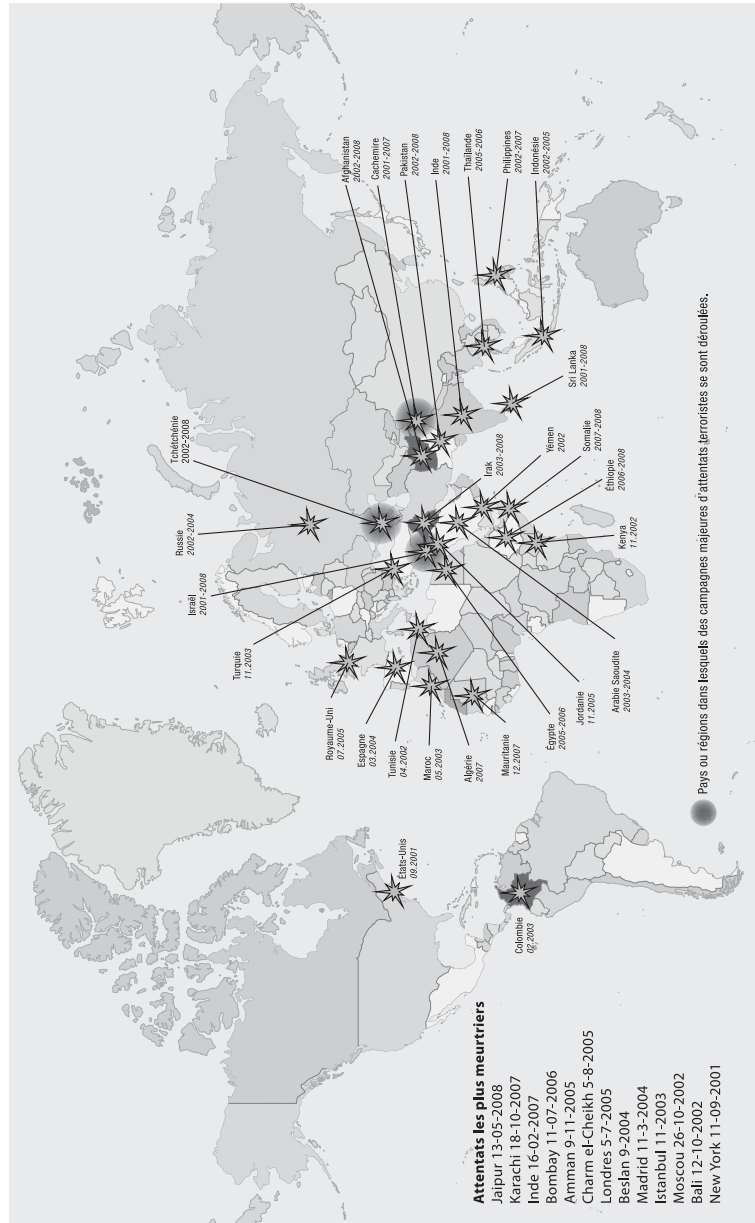 Attentats les plus meurtriers
Jaipur 13-05-2008
Karachi 18-10-2007
Inde 16-02-2007
Bombay 11-07-2006
Amman 9-11-2005
Charm el-Cheikh 5-8-2005
Londres 5-7-2005
Beslan 9-2004
Madrid 11-3-2004
Istanbul 11-2003
Moscou 26-10-2002
Bali 12-10-2002
New York 11-09-2001
États-Unis
09.2001
Colombie
02.2003
Royaume-Uni
07.2005
Espagne
03.2004
Tunisie
04.2002
Maroc
05.2003
Algérie
2007
Mauritanie
12.2007
Égypte
2005-2006
Jordanie
11.2005
Arabie Saoudite
2003-2004
Turquie
11.2003
Israël
2001-2008
Russie
2002-2004
Tchétchénie
2002-2008
Irak
2003-2008
Yémen
2002
Somalie
2007-2008
Éthiopie
2006-2008
Kenya
11.2002
Sri Lanka
2001-2008
Afghanistan
2002-2008
Cachemire
2001-2007
Pakistan
2002-2008
Inde
2001-2008
Thaïlande
2005-2006
Philippines
2002-2007
Indonésie
2002-2005
Pays ou régions dans lesquels des campagnes majeures d'attentats terroristes se sont déroulées.